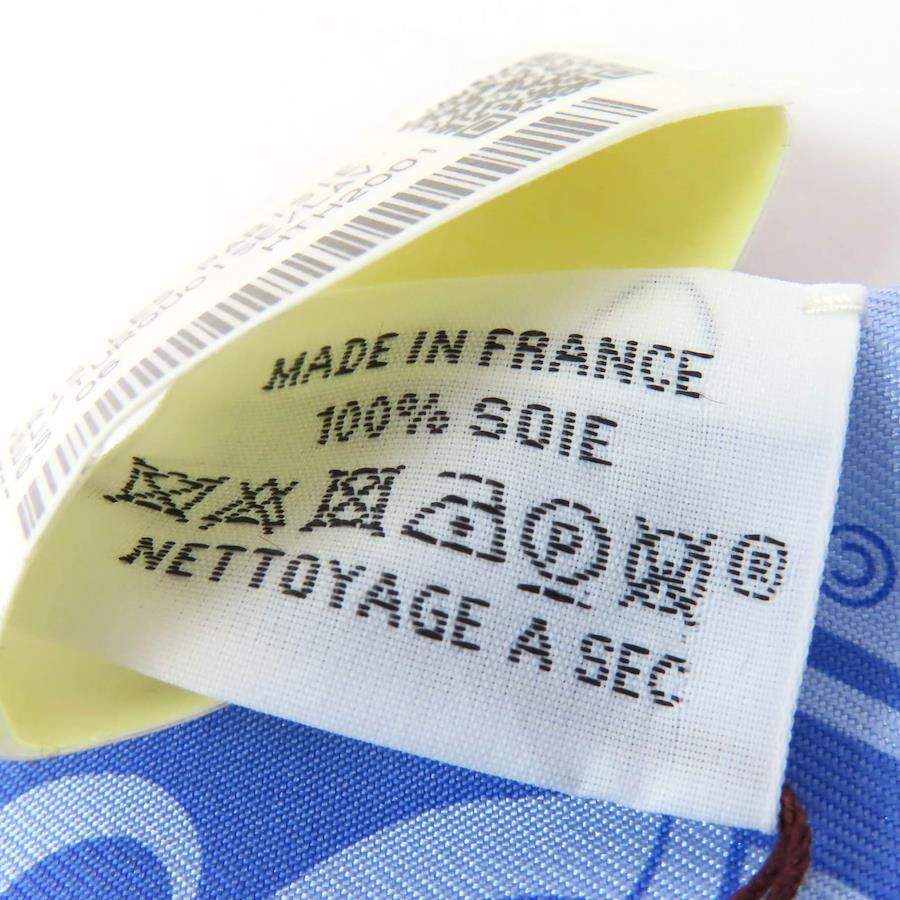 HTH2001
MADE IN FRANCE
100% SOIE
P ®
NETTOYAGE A SEC